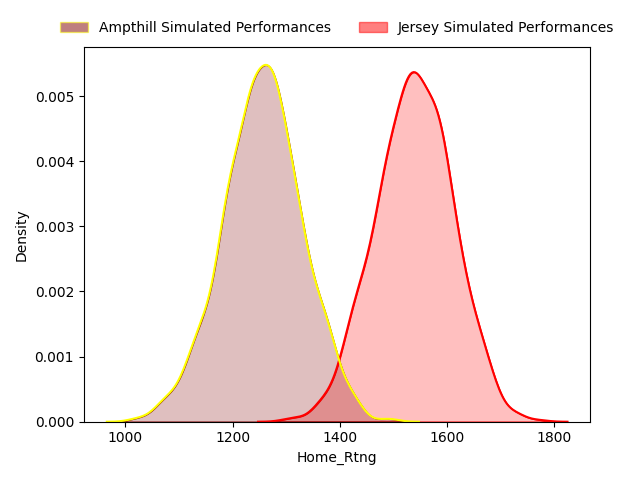 Ampthill Simulated Performances
Jersey Simulated Performances
0.005
0.004
0.003
0.002
0.001
0.000
Density
1000
1200
1400
1600
1800
Home_Rtng